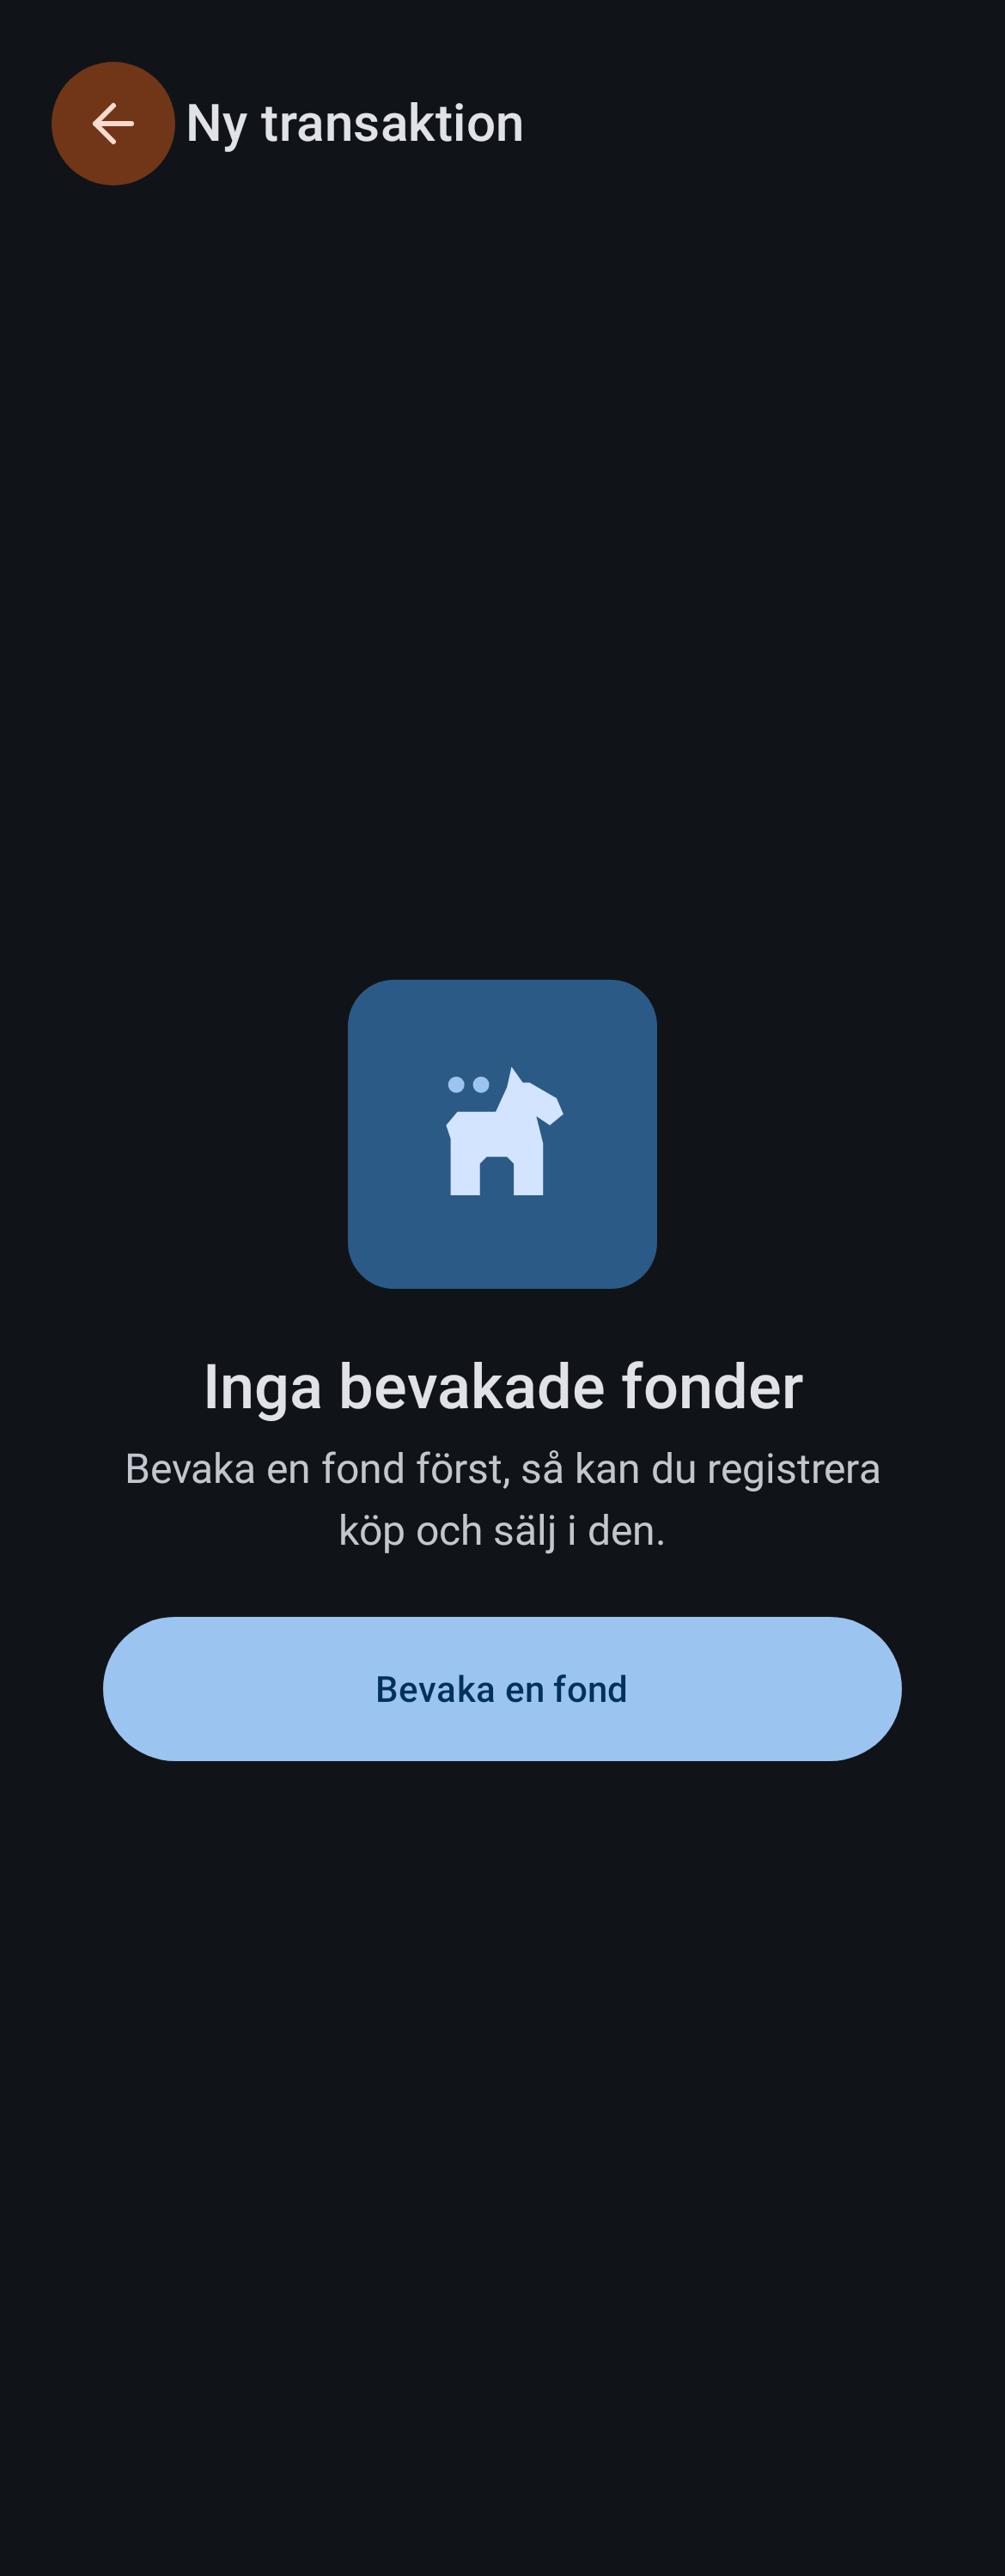 Ny transaktion
Inga bevakade fonder
Bevaka en fond först, så kan du registrera
köp och sälj i den.
Bevaka en fond